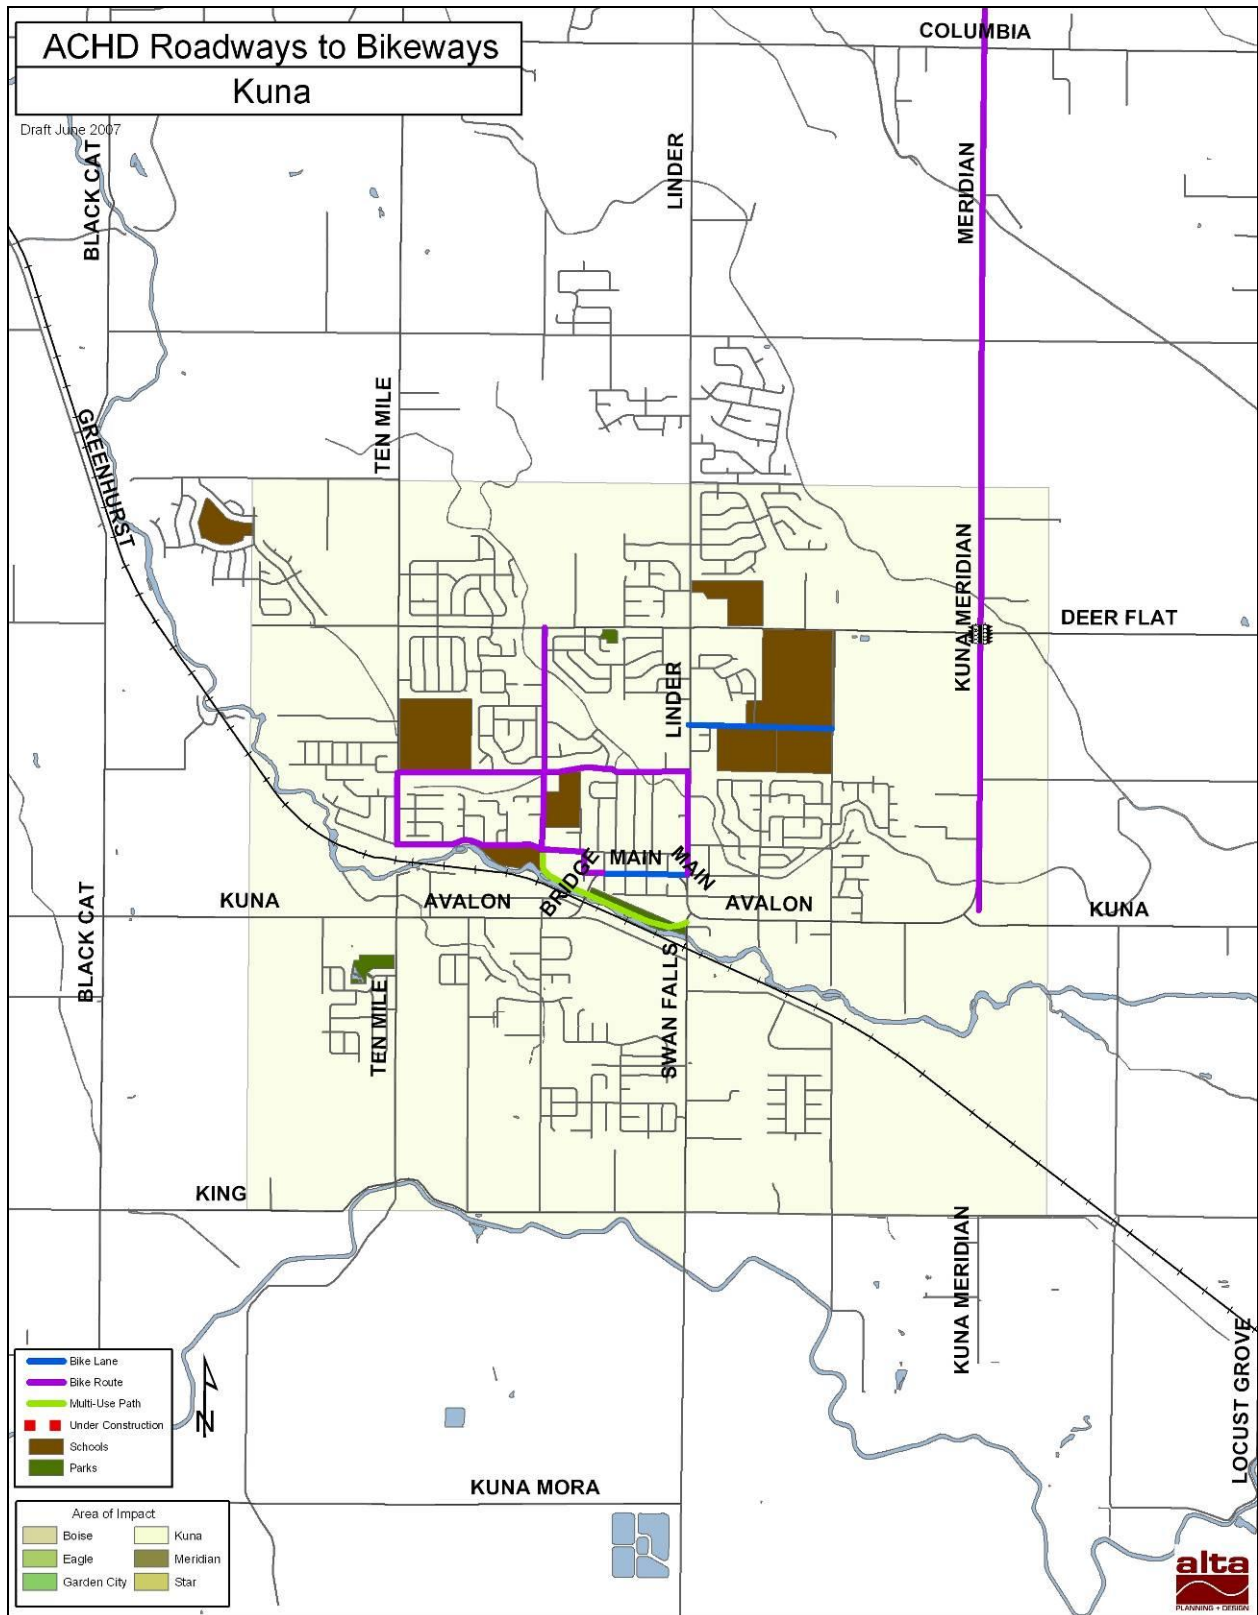 ACHD Roadways to Bikeways
Kuna
Draft June 2007
COLUMBIA
BLACK CAT
LINDER
MERIDIAN
TEN MILE
GREENHURST
KUNA MERIDIAN
DEER FLAT
LINDER
BRIDGE
MAIN
MAIN
KUNA
AVALON
AVALON
KUNA
BLACK CAT
TEN MILE
SWAN FALLS
KING
KUNA MERIDIAN
LOCUST GROVE
KUNA MORA
Bike Lane
Bike Route
Multi-Use Path
Under Construction
Schools
Parks
N
Area of Impact
Boise
Kuna
Eagle
Meridian
Garden City
Star
alta
PLANNING + DESIGN